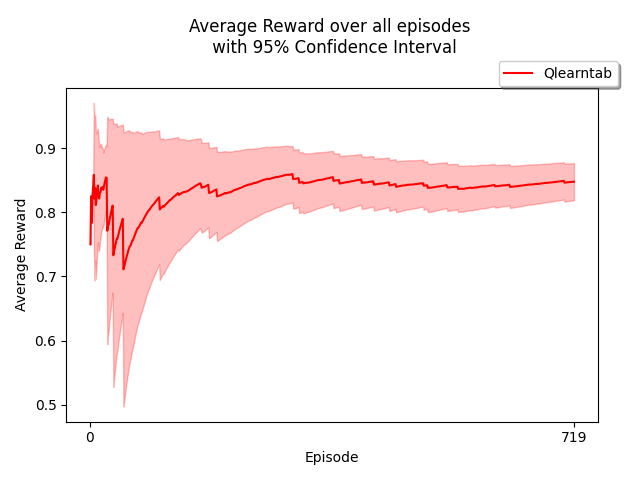 Average Reward over all episodes
with 95% Confidence Interval
Qlearntab
Average Reward
0.9
0.8
0.7
0.6
0.5
0
719
Episode